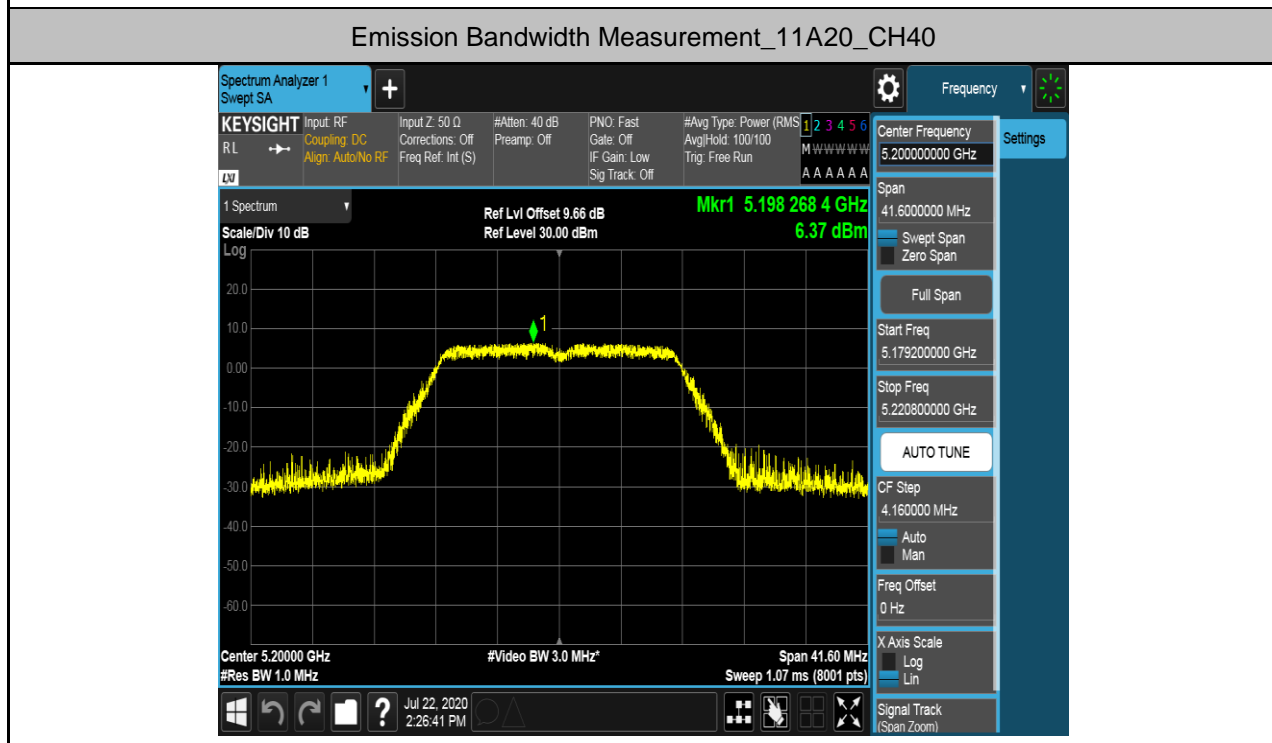 Emission Bandwidth Measurement_11A20_CH40
Spectrum Analyzer 1
Swept SA
+
Frequency
KEYSIGHT
RL
LXI
Input: RF
Coupling: DC
Align: Auto/No RF
Input Z: 50 Ω
Corrections: Off
Freq Ref: Int (S)
#Atten: 40 dB
Preamp: Off
PNO: Fast
Gate: Off
IF Gain: Low
Sig Track: Off
#Avg Type: Power (RMS
Avg|Hold: 100/100
Trig: Free Run
1 2 3 4 5 6
M W W W W W
A A A A A A
1 Spectrum
Scale/Div 10 dB
Log
Ref Lvl Offset 9.66 dB
Ref Level 30.00 dBm
Mkr1 5.198 268 4 GHz
6.37 dBm
20.0
10.0
0.00
-10.0
-20.0
-30.0
-40.0
-50.0
-60.0
1
Center 5.20000 GHz
#Res BW 1.0 MHz
#Video BW 3.0 MHz*
Span 41.60 MHz
Sweep 1.07 ms (8001 pts)
?
Jul 22, 2020
2:26:41 PM
Center Frequency
5.200000000 GHz
Settings
Span
41.6000000 MHz
Swept Span
Zero Span
Full Span
Start Freq
5.179200000 GHz
Stop Freq
5.220800000 GHz
AUTO TUNE
CF Step
4.160000 MHz
Auto
Man
Freq Offset
0 Hz
X Axis Scale
Log
Lin
Signal Track
(Span Zoom)